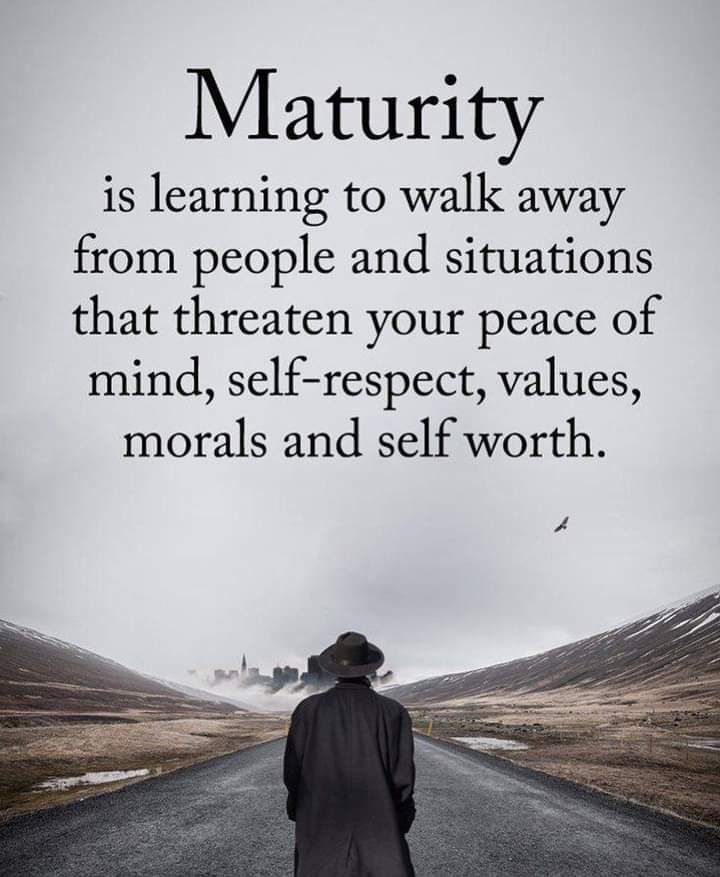 Maturity
is learning to walk away
from people and situations
that threaten your peace of
mind, self-respect, values,
morals and self worth.